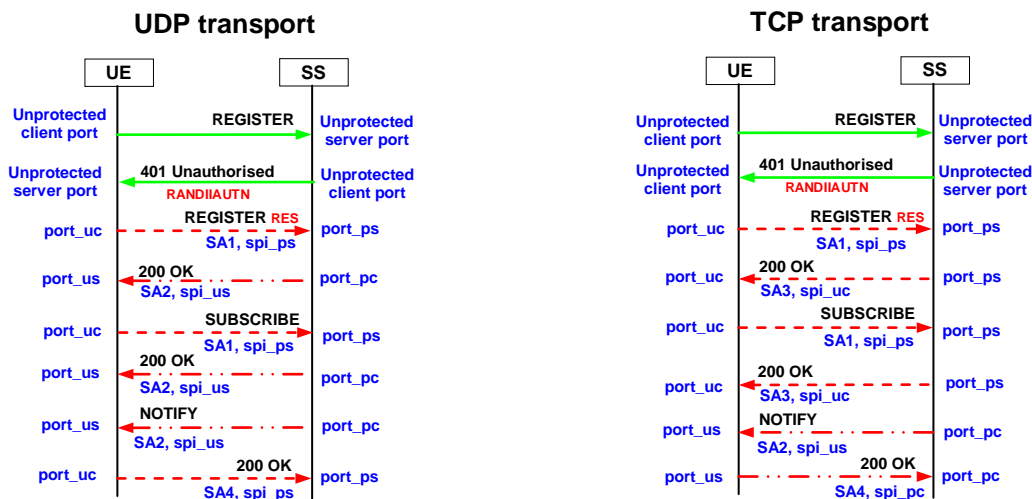 UDP transport
UE
SS
Unprotected
client port
REGISTER
Unprotected
server port
Unprotected
server port
401 Unauthorised
RANDIIAUTN
Unprotected
client port
port_uc
REGISTER RES
SA1, spi_ps
port_ps
port_us
200 OK
SA2, spi_us
port_pc
port_uc
SUBSCRIBE
SA1, spi_ps
port_ps
port_us
200 OK
SA2, spi_us
port_pc
port_us
NOTIFY
SA2, spi_us
port_pc
port_uc
200 OK
SA4, spi_ps
port_ps
TCP transport
UE
SS
Unprotected
client port
REGISTER
Unprotected
server port
Unprotected
client port
401 Unauthorised
RANDIIAUTN
Unprotected
server port
port_uc
REGISTER RES
SA1, spi_ps
port_ps
port_uc
200 OK
SA3, spi_uc
port_ps
port_uc
SUBSCRIBE
SA1, spi_ps
port_ps
port_uc
200 OK
SA3, spi_uc
port_ps
port_us
NOTIFY
SA2, spi_us
port_pc
port_us
200 OK
SA4, spi_pc
port_pc